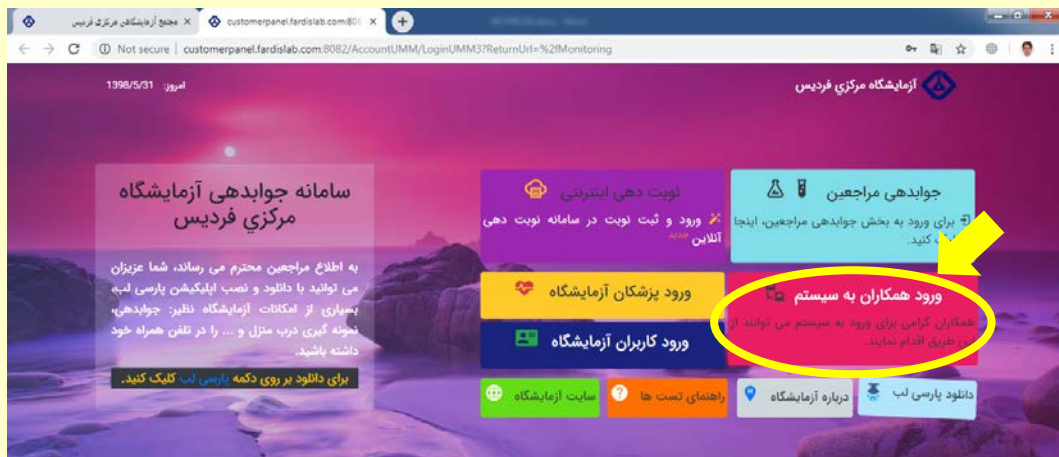 مجتمع آزمایشگاهی مرکزی فردیس
customerpanel.fardislab.com:808
Not secure | customerpanel.fardislab.com:8082/AccountUMM/LoginUMM3?ReturnUrl=%2fMonitoring
آزمایشگاه مرکزي فردیس
امروز: 1398/5/31
جوابدهی مراجعین
برای ورود به بخش جوابدهی مراجعین، اینجا
کنید.
نوبت دهی اینترنتی
ورود و ثبت نوبت در سامانه نوبت دهی
آنلاین جدید
ورود همکاران به سیستم
همکاران گرامی برای ورود به سیستم می توانند از
این طریق اقدام نمایند
ورود پزشکان آزمایشگاه
ورود کاربران آزمایشگاه
دانلود پارسی لب
درباره آزمایشگاه
راهنمای تست ها
سایت آزمایشگاه
سامانه جوابدهی آزمایشگاه
مرکزي فردیس
به اطلاع مراجعین محترم می رساند، شما عزیزان
می توانید با دانلود و نصب اپلیکیشن پارسی لب،
بسیاری از امکانات آزمایشگاه نظیر: جوابدهی،
نمونه گیری درب منزل و ... را در تلفن همراه خود
داشته باشید.
برای دانلود بر روی دکمه پارسی لب کلیک کنید.